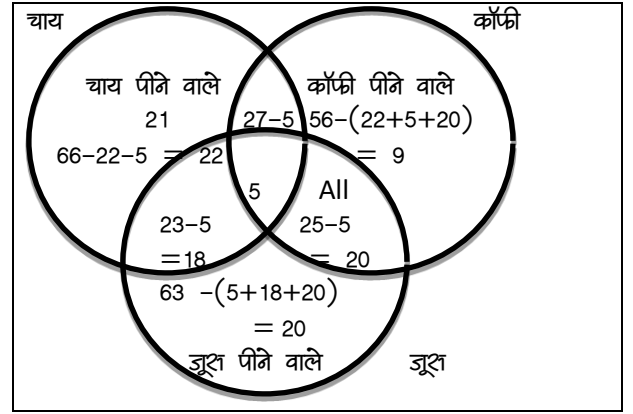 चाय कॉफी
चाय पीने वाले कॉफी पीने वाले
21 27–5 56–(22+5+20)
66–22–5 = 22 = 9
5 All
23–5 25–5
=18 = 20
63 –(5+18+20)
= 20
जूस पीने वाले जूस